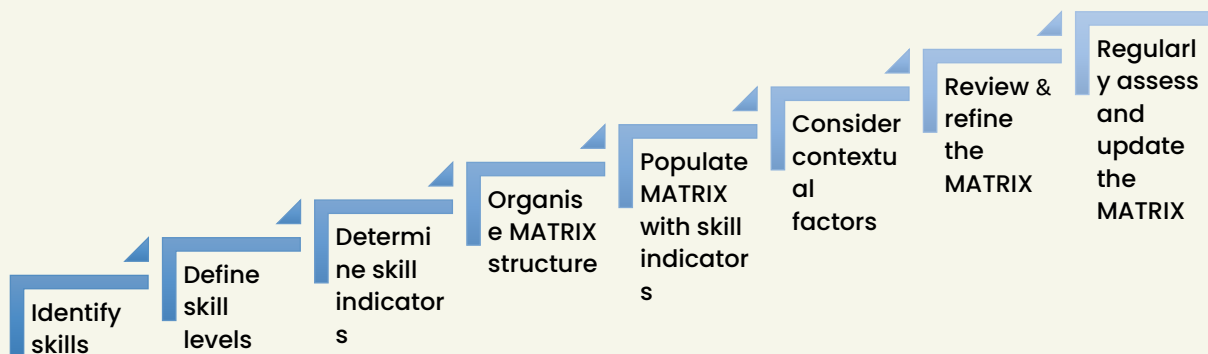 Identify
skills
Define
skill
levels
Determi
ne skill
indicator
s
Organis
e MATRIX
structure
Populate
MATRIX
with skill
indicator
s
Consider
contextu
al
factors
Review &
refine
the
MATRIX
Regularl
y assess
and
update
the
MATRIX